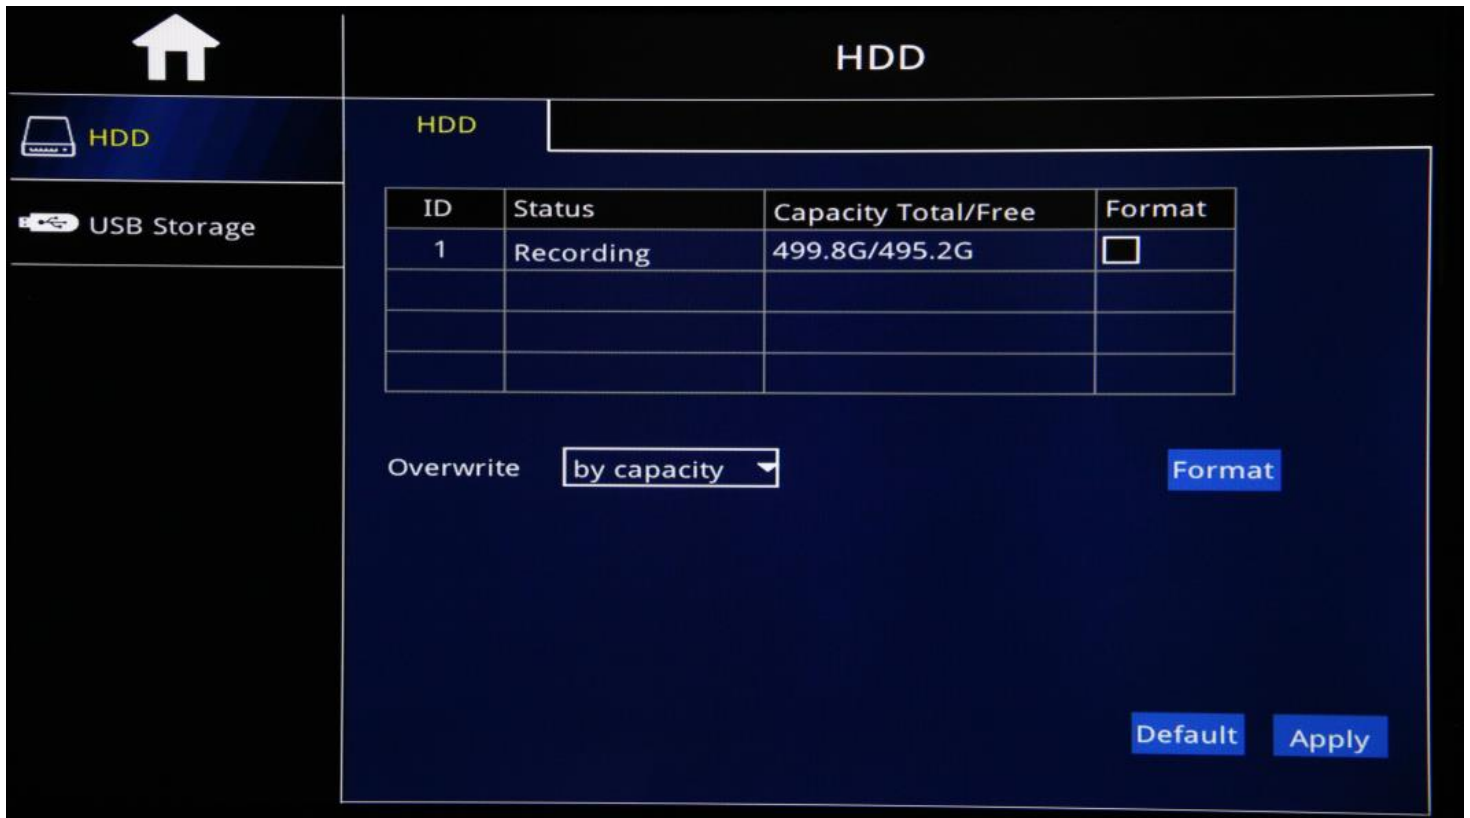 HDD
HDD
USB Storage
HDD
ID Status Capacity Total/Free Format
1 Recording 499.8G/495.2G
Overwrite by capacity Format
Default Apply